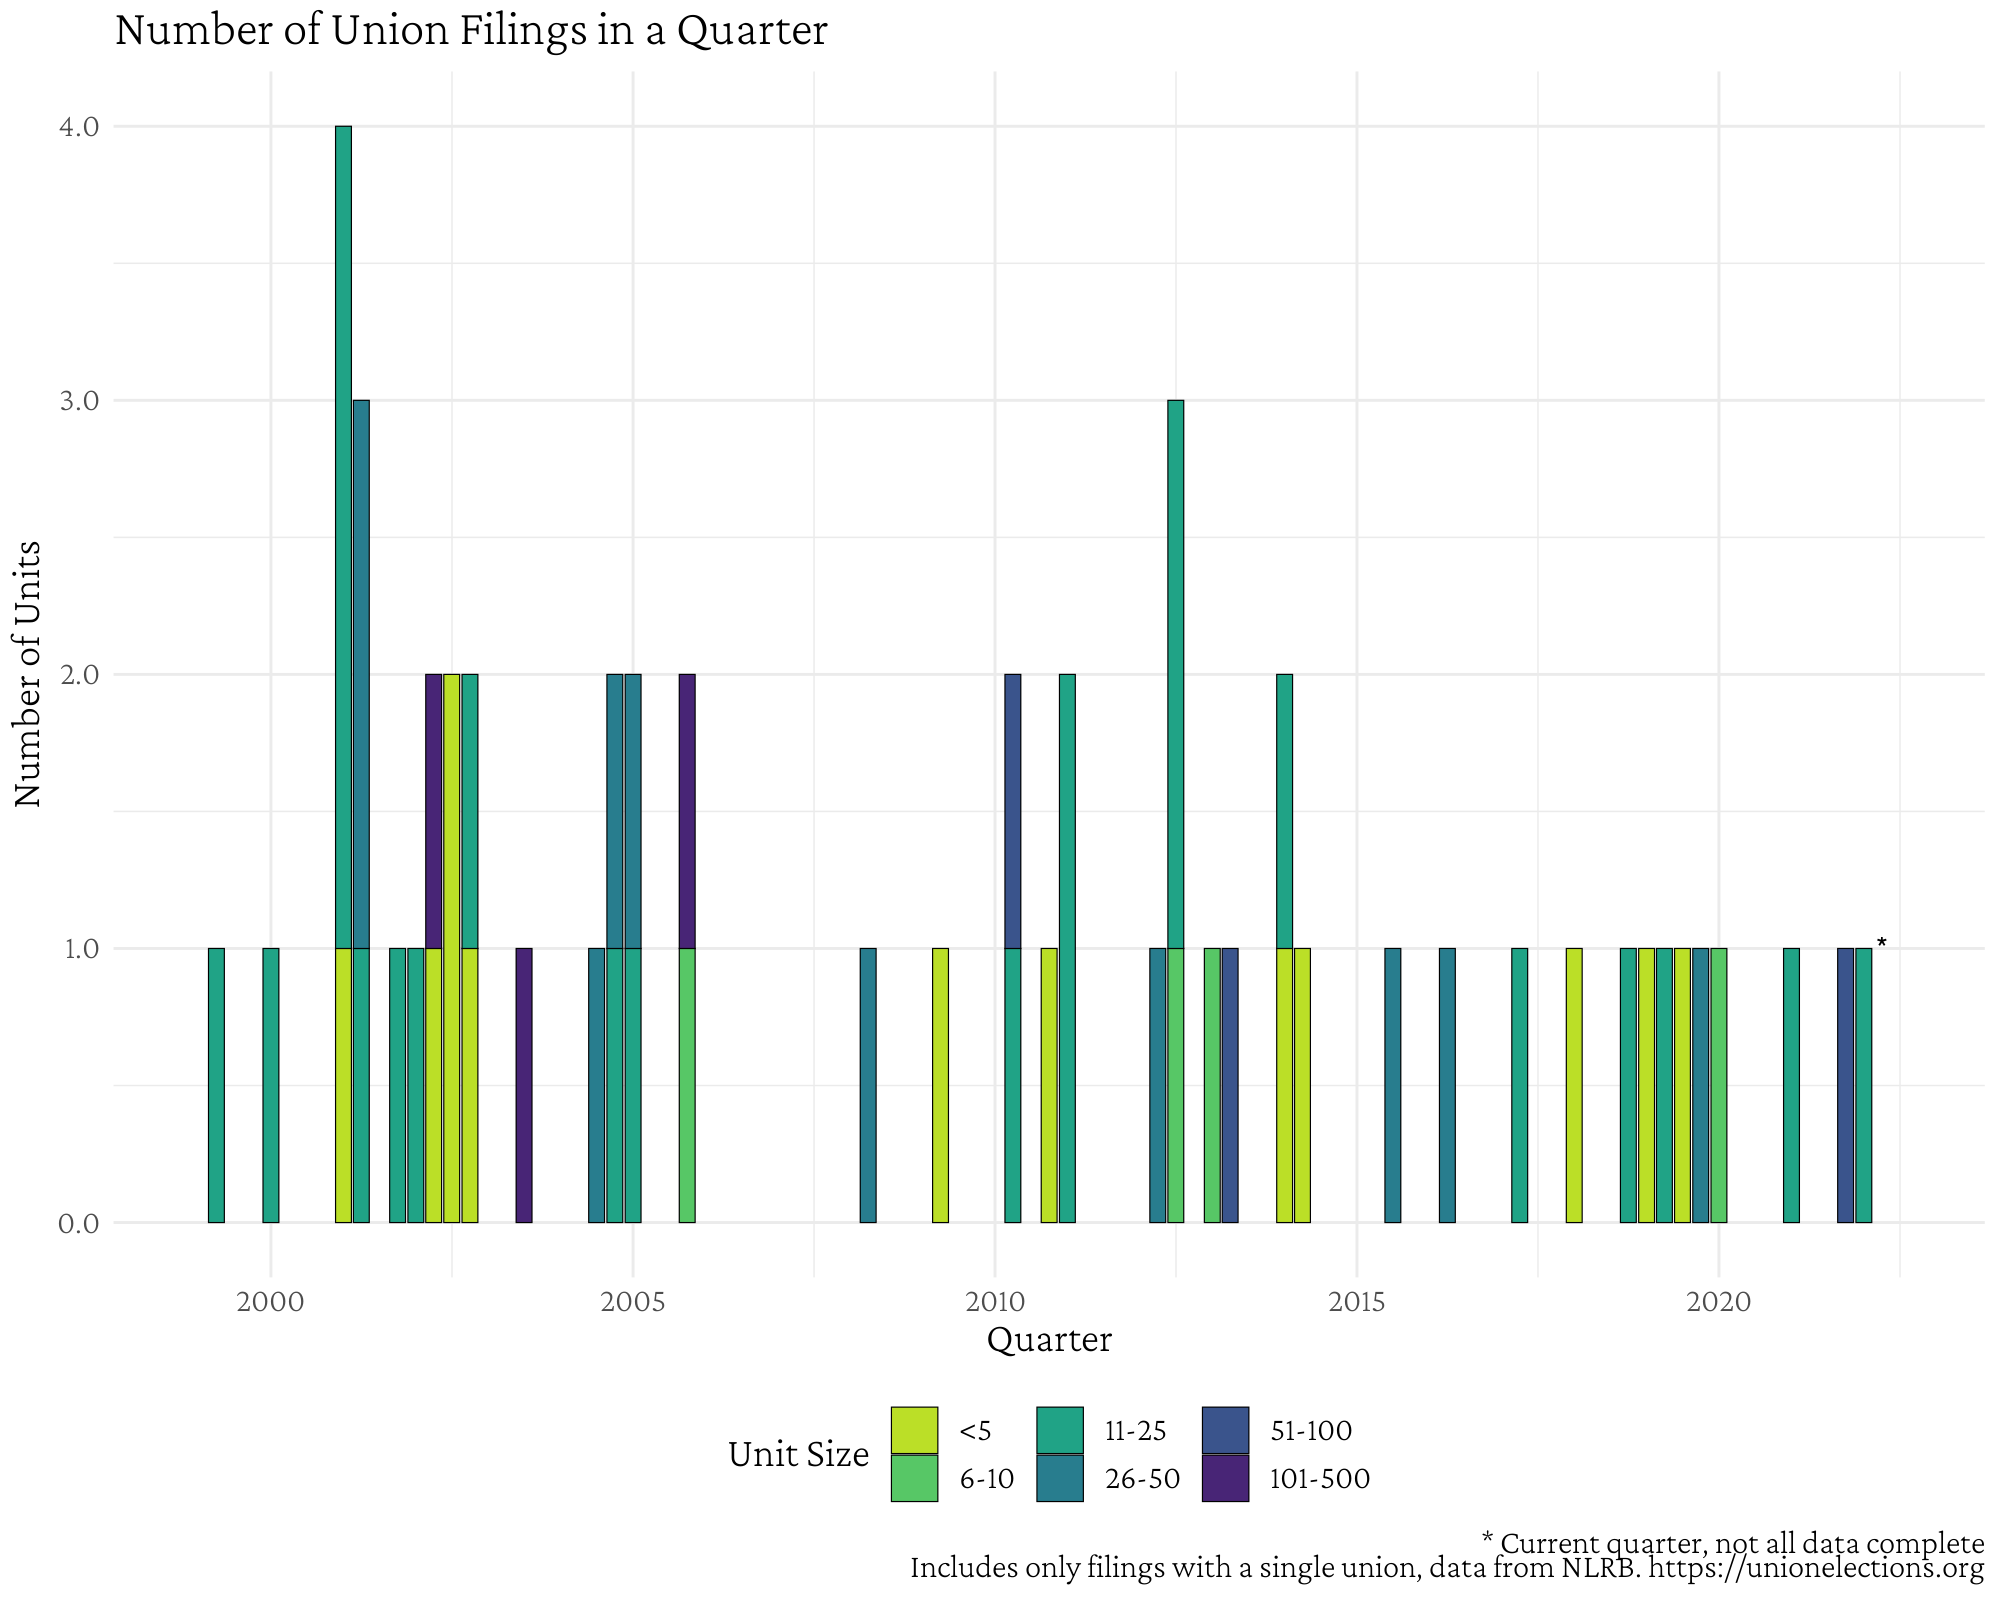 Number of Union Filings in a Quarter
Number of Units
4.0
3.0
2.0
1.0
0.0
*
2000 2005 2010 2015 2020
Quarter
Unit Size
<5 11-25 51-100
6-10 26-50 101-500
* Current quarter, not all data complete
Includes only filings with a single union, data from NLRB. https://unionelections.org